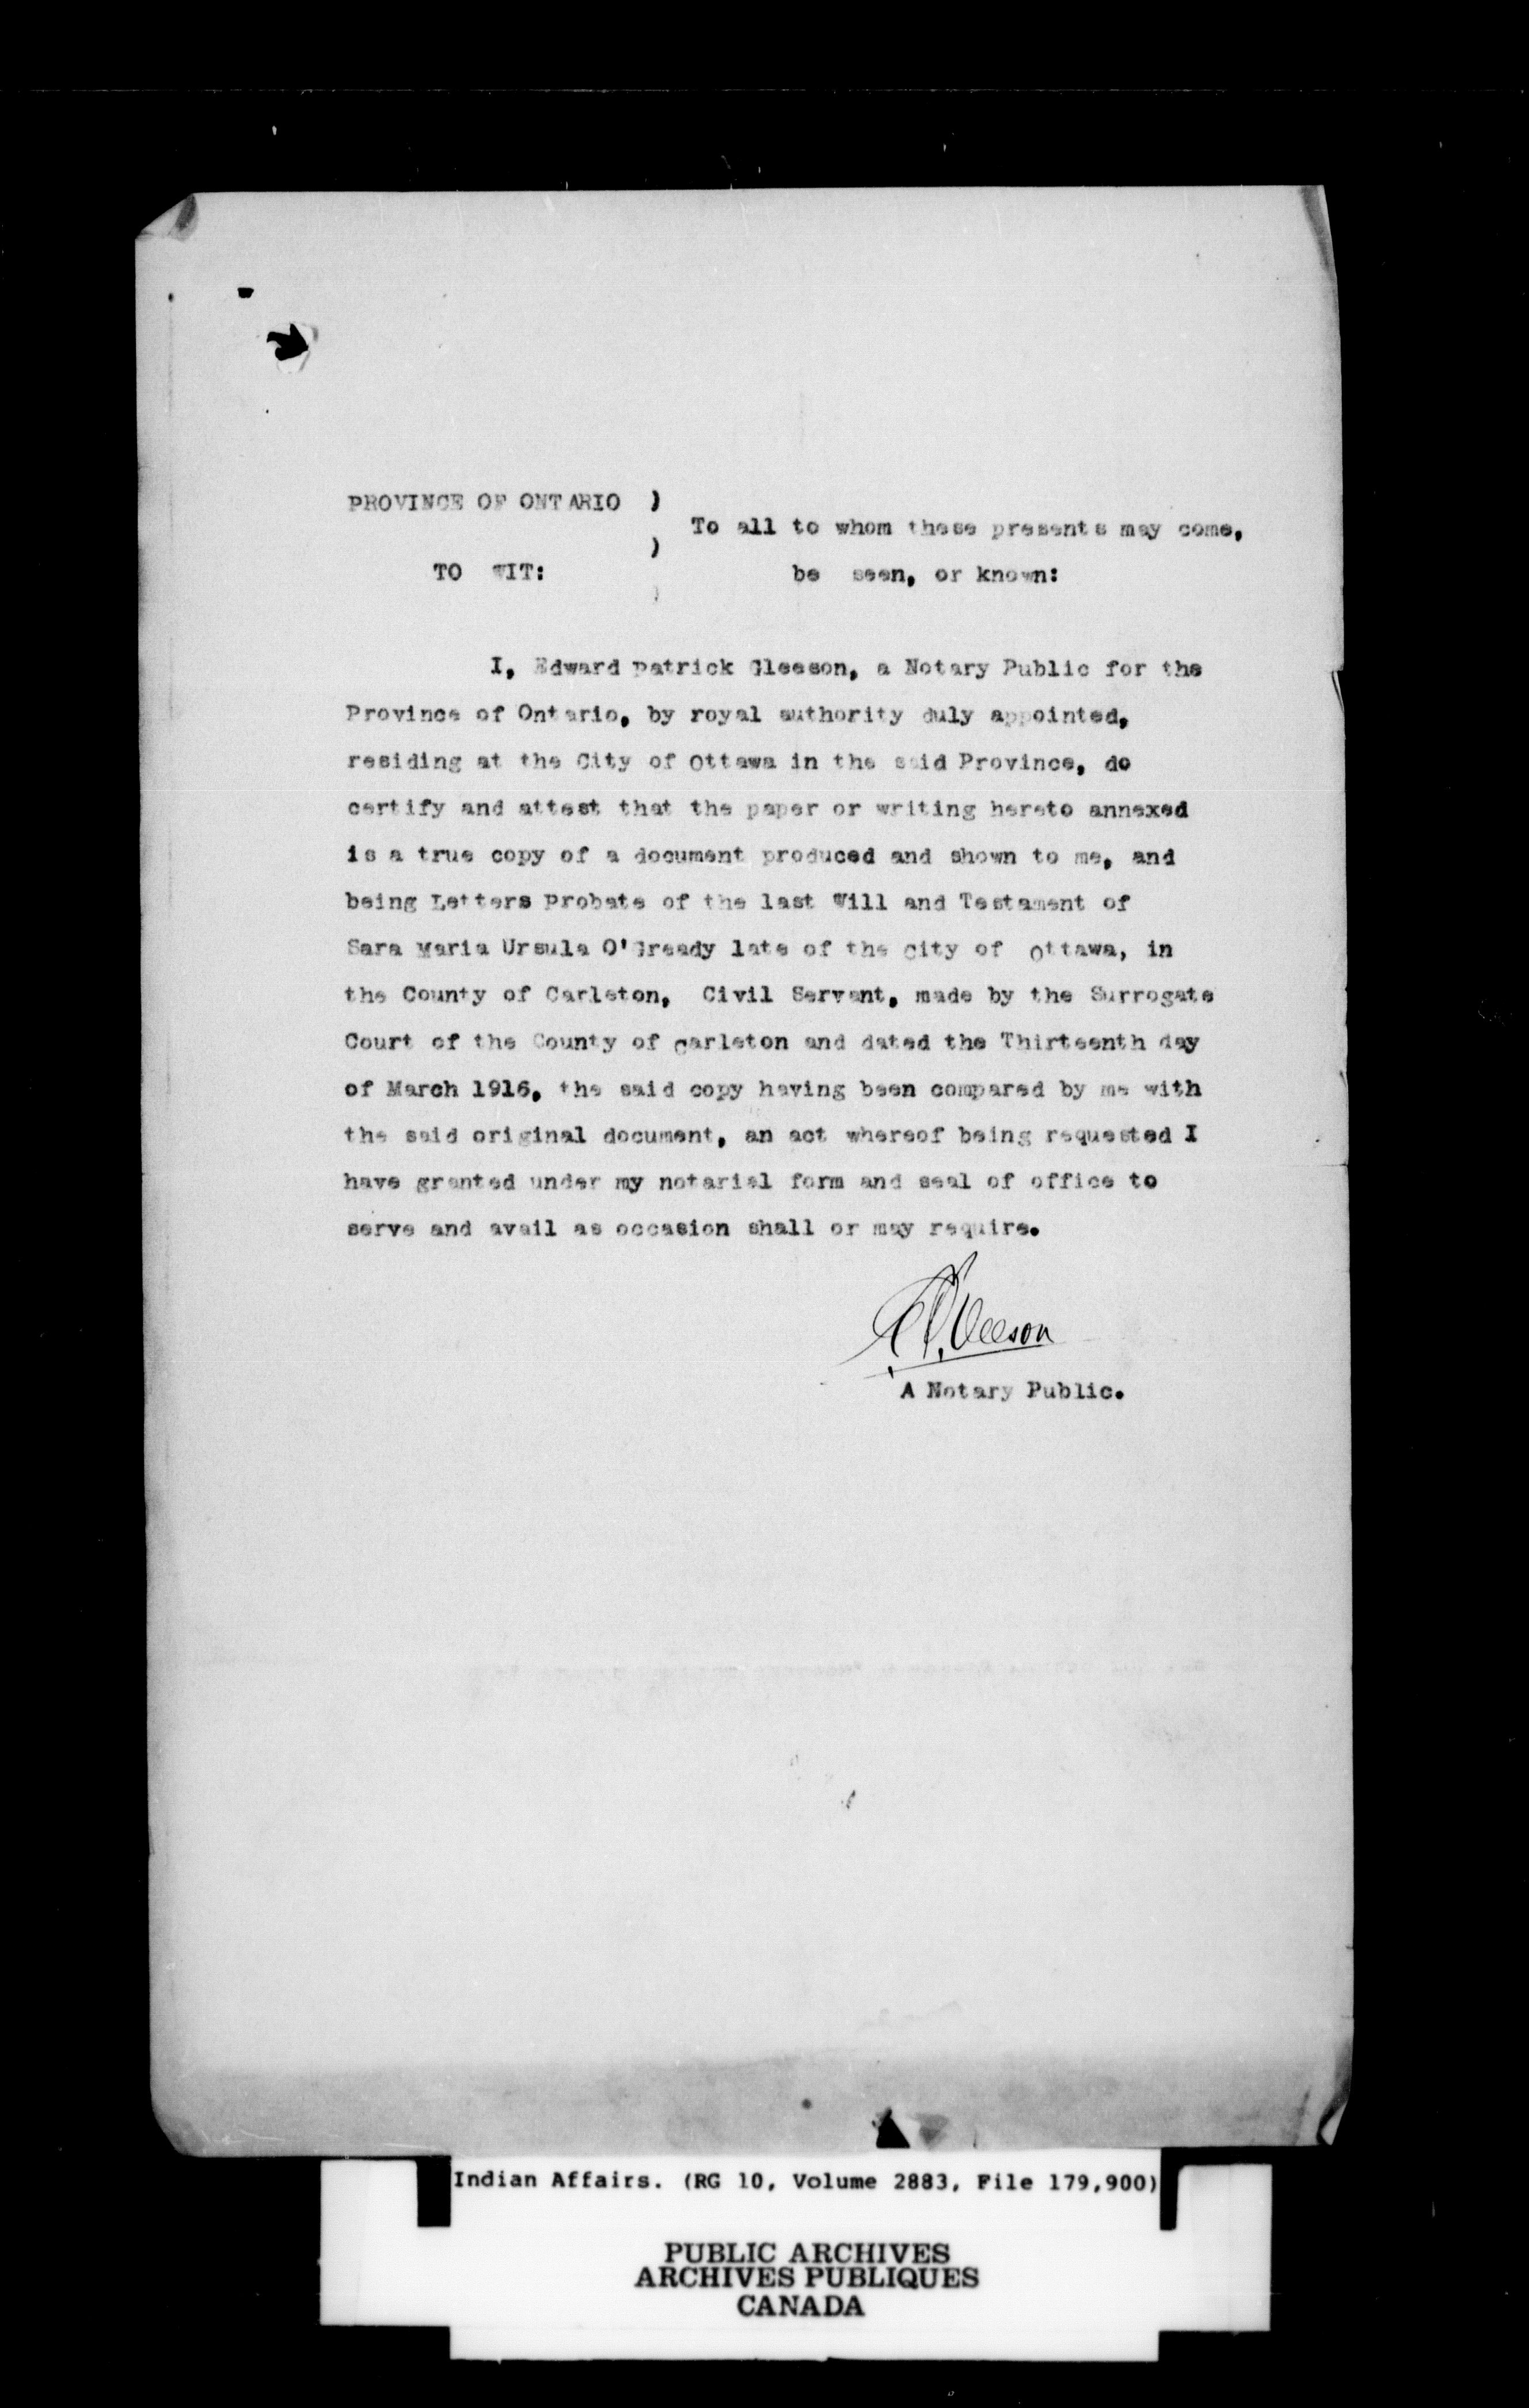 PROVINCE OF ONTARIO )
To all to whom these presents may come,
)
TO WIT: be seen, or known:
)
I, Edward Patrick Gleeson, a Notary Public for the
Province of Ontario, by royal authority duly appointed,
residing at the City of Ottawa in the said Province, do
certify and attest that the paper or writing hereto annexed
is a true copy of a document produced and shown to me, and
being Letters Probate of the last Will and Testament of
Sara Maria Ursula O'Gready late of the City of Ottawa, in
the County of Carleton, Civil Servant, made by the Surrogate
Court of the County of Carleton and dated the Thirteenth day
of March 1916, the said copy having been compared by me with
the said original document, an act whereof being requested I
have granted under my notarial form and seal of office to
serve and avail as occasion shall or may require.
E.P. Gleeson
A Notary Public.
Indian Affairs. (RG 10, Volume 2883, File 179,900)
PUBLIC ARCHIVES
ARCHIVES PUBLIQUES
CANADA